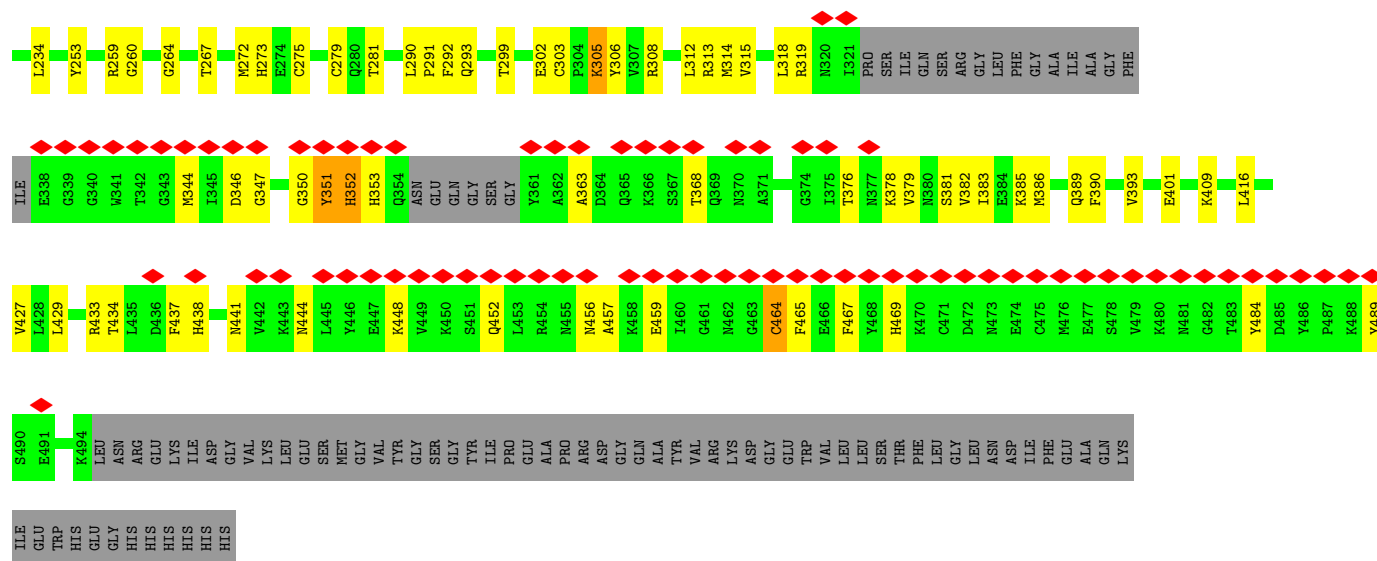 L234 Y253 R259 G260 G264 T267 M272 H273 E274 C275 C279 Q280 T281 L290 P291 F292 Q293 T299 E302 C303 P304 K305 Y306 V307 R308 L312 R313 M314 V315 L318 R319 N320 I321 PRO SER ILE GLN SER ARG GLY LEU PHE GLY ALA ILE ALA GLY PHE
ILE E338 G339 G340 W341 T342 G343 M344 I345 D346 G347 G350 Y351 H352 H353 Q354 ASN GLU GLN GLY SER GLY Y361 A362 A363 D364 Q365 K366 S367 T368 Q369 N370 A371 G374 I375 T376 N377 K378 V379 N380 S381 V382 I383 E384 K385 M386 Q389 F390 V393 E401 K409 L416
V427 L428 L429 R433 T434 L435 D436 F437 H438 N441 V442 K443 N444 L445 Y446 E447 K448 V449 K450 S451 Q452 L453 R454 N455 N456 A457 K458 E459 I460 G461 N462 G463 C464 F465 E466 F467 Y468 H469 K470 C471 D472 N473 E474 C475 M476 E477 S478 V479 K480 N481 G482 T483 Y484 D485 Y486 P487 K488 Y489
S490 E491 K494 LEU ASN ARG GLU LYS ILE ASP GLY VAL LYS LEU GLU SER MET GLY VAL TYR GLY SER GLY TYR ILE PRO GLU ALA PRO ARG ASP GLY GLN ALA TYR VAL ARG LYS ASP GLY GLU TRP VAL LEU LEU SER THR PHE LEU GLY LEU ASN ASP ILE PHE GLU ALA GLN LYS
ILE GLU TRP HIS GLU GLY HIS HIS HIS HIS HIS HIS